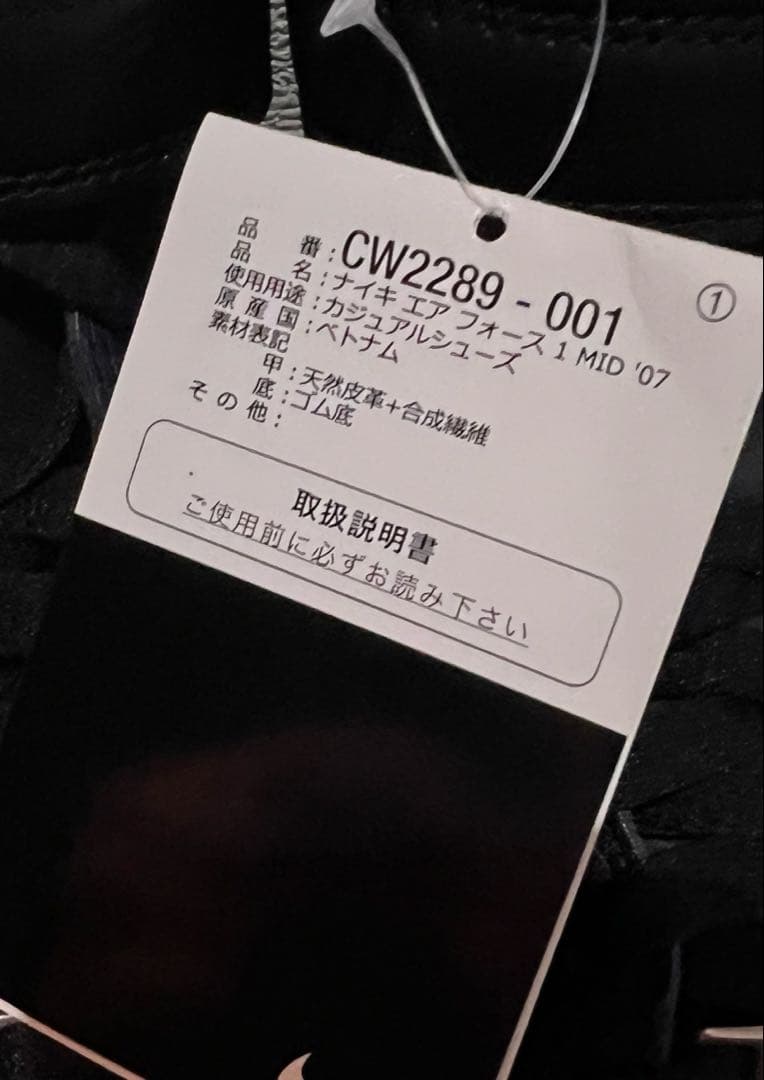 品番:CW2289-001
①
品名:ナイキ エア フォース 1 MID '07
使用用途:カジュアルシューズ
原産国:ベトナム
素材表記
甲:天然皮革+合成繊維
底:ゴム底
その他:
取扱説明書
ご使用前に必ずお読み下さい